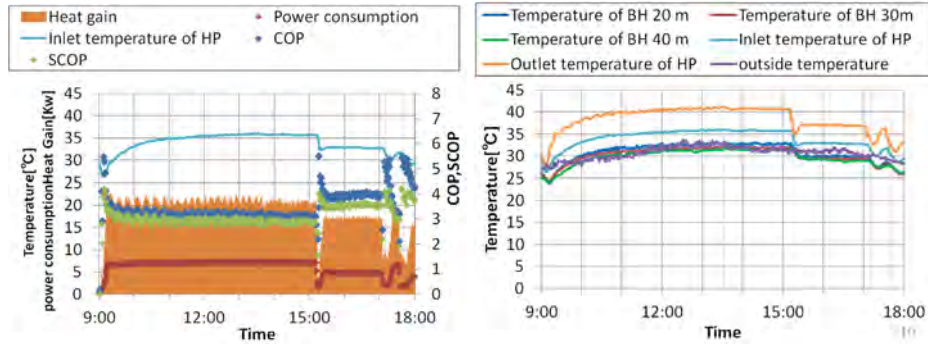 Heat gain
Power consumption
Inlet temperature of HP
COP
SCOP
Temperature[℃]
power consumptionHeat Gain[Kw]
45
40
35
30
25
20
15
10
5
0
8
7
6
5
4
3
2
1
0
COP,SCOP
9:00
12:00
15:00
18:00
Time
Temperature of BH 20 m
Temperature of BH 30m
Temperature of BH 40 m
Inlet temperature of HP
Outlet temperature of HP
outside temperature
Temperature[℃]
45
40
35
30
25
20
15
10
5
0
9:00
12:00
15:00
18:00
Time